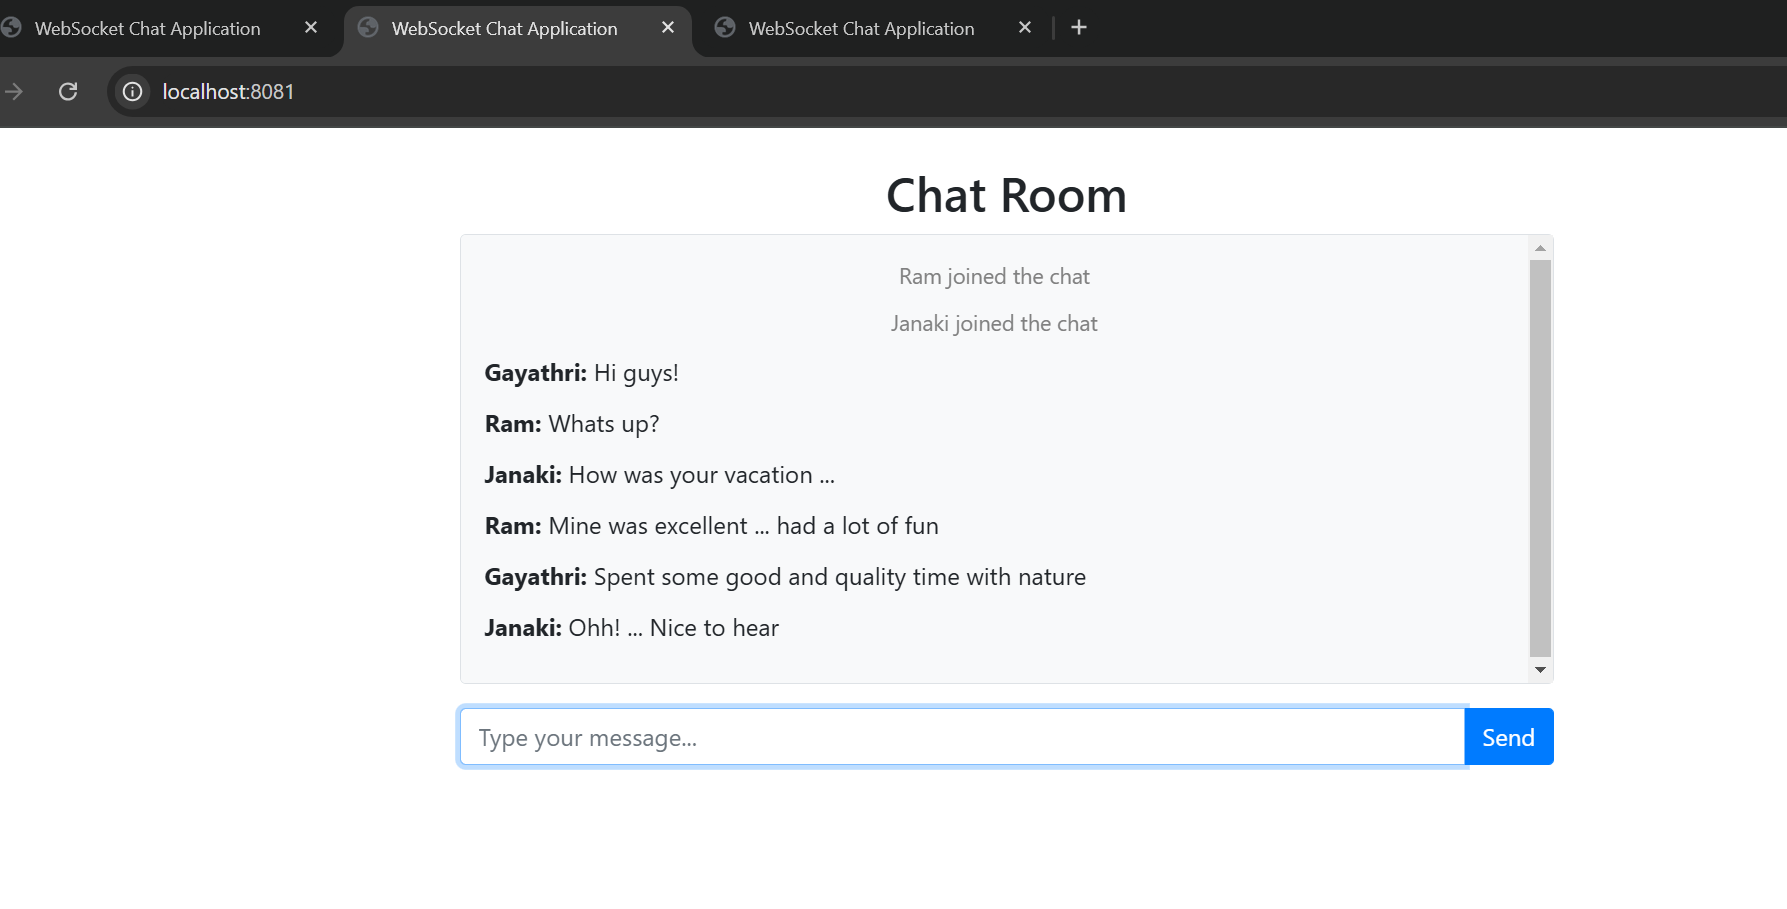 WebSocket Chat Application
WebSocket Chat Application
WebSocket Chat Application
localhost:8081
Chat Room
Ram joined the chat
Janaki joined the chat
Gayathri: Hi guys!
Ram: Whats up?
Janaki: How was your vacation ...
Ram: Mine was excellent ... had a lot of fun
Gayathri: Spent some good and quality time with nature
Janaki: Ohh! ... Nice to hear
Type your message...
Send